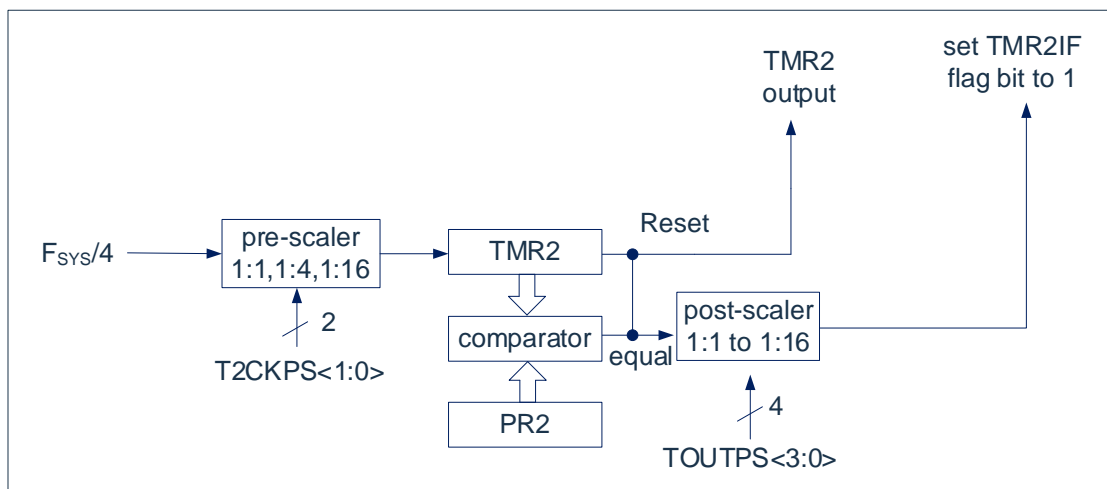 TMR2
output
set TMR2IF
flag bit to 1
Reset
FSYS/4
pre-scaler
1:1,1:4,1:16
TMR2
2
T2CKPS<1:0>
comparator
equal
post-scaler
1:1 to 1:16
PR2
4
TOUTPS<3:0>